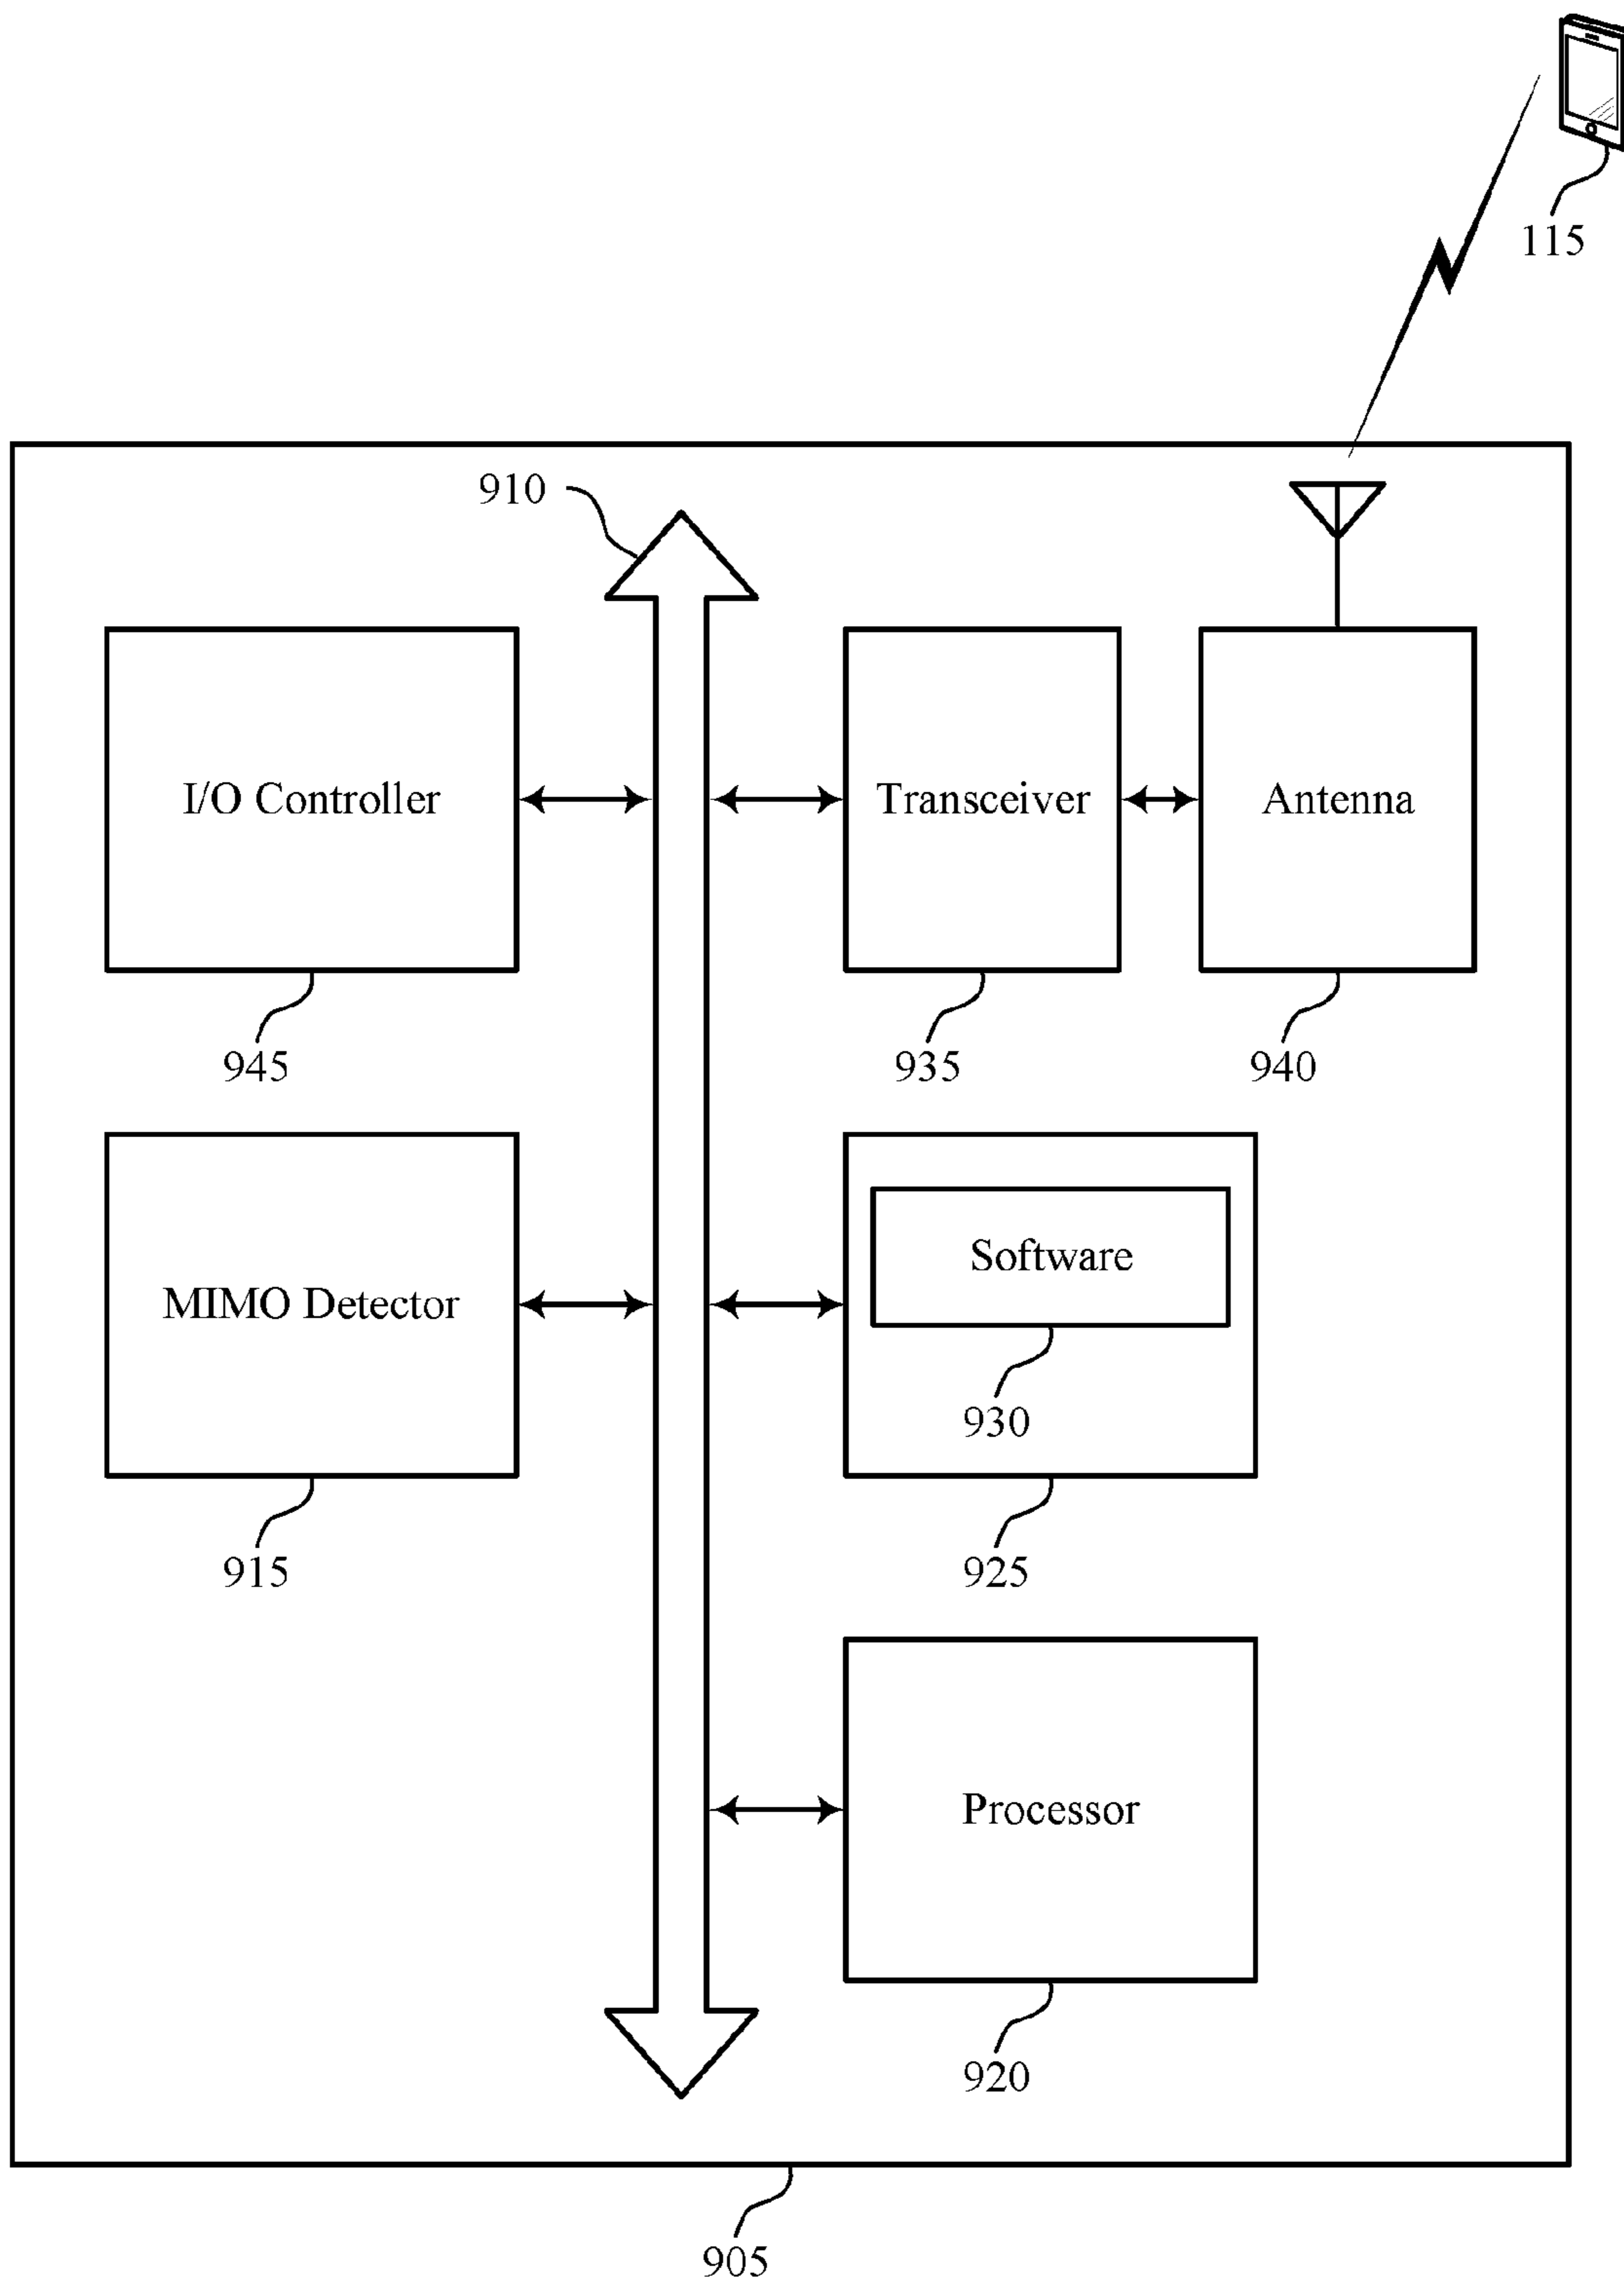 115
910
I/O Controller
Transceiver
Antenna
945
935
940
MIMO Detector
Software
930
915
925
Processor
920
905